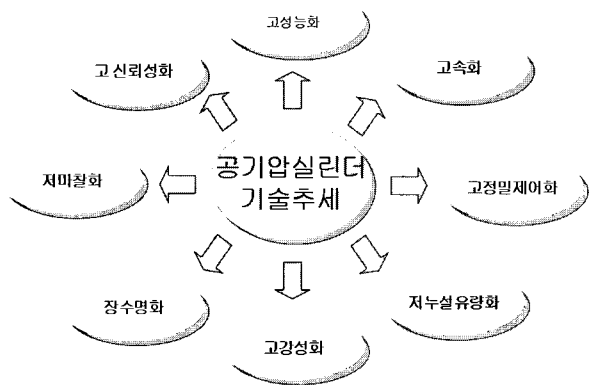 고성능화
고신뢰성화
고속화
공기압실린더
기술추세
저마찰화
고정밀제어화
장수명화
저누설유량화
고강성화